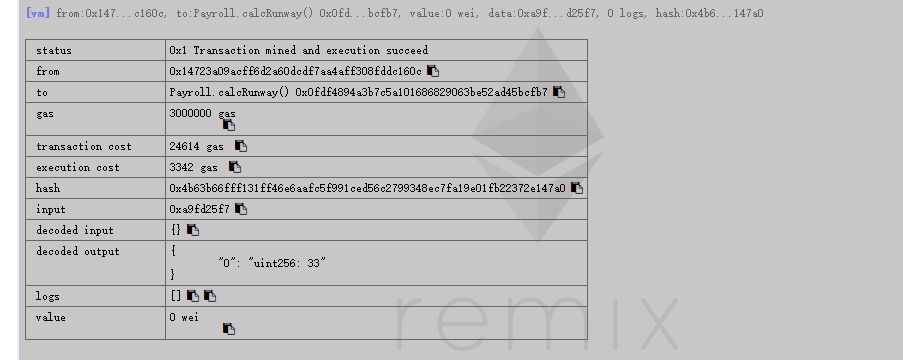 [vm] from:0x147...c160c, to:Payroll.calcRunway() 0x0fd...bcfb7, value:0 wei, data:0xa9f...d25f7, 0 logs, hash:0x4b6...147a0
status 0x1 Transaction mined and execution succeed
from 0x14723a09acff6d2a60dcdf7aa4aff308fddc160c
to Payroll.calcRunway() 0x0fdf4894a3b7c5a101686829063be52ad45bcfb7
gas 3000000 gas
transaction cost 24614 gas
execution cost 3342 gas
hash 0x4b63b66fff131ff46e6aafc5f991ced56c2799348ec7fa19e01fb22372e147a0
input 0xa9fd25f7
decoded input {}
decoded output {
"0": "uint256: 33"
}
logs []
value 0 wei
remix